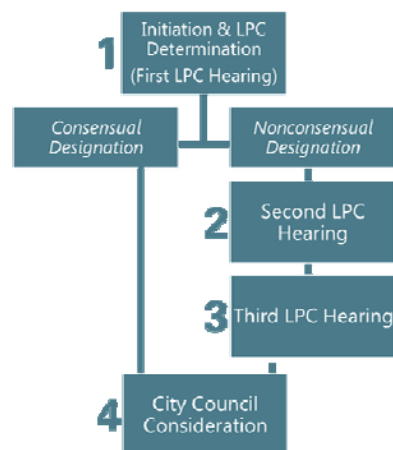 1
Initiation & LPC
Determination
(First LPC Hearing)
Consensual
Designation
Nonconsensual
Designation
2
Second LPC
Hearing
3
Third LPC Hearing
4
City Council
Consideration